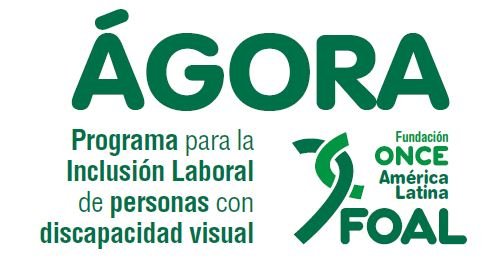 ÁGORA
Programa para la
Inclusión Laboral
de personas con
discapacidad visual
Fundación
ONCE
América
Latina
FOAL